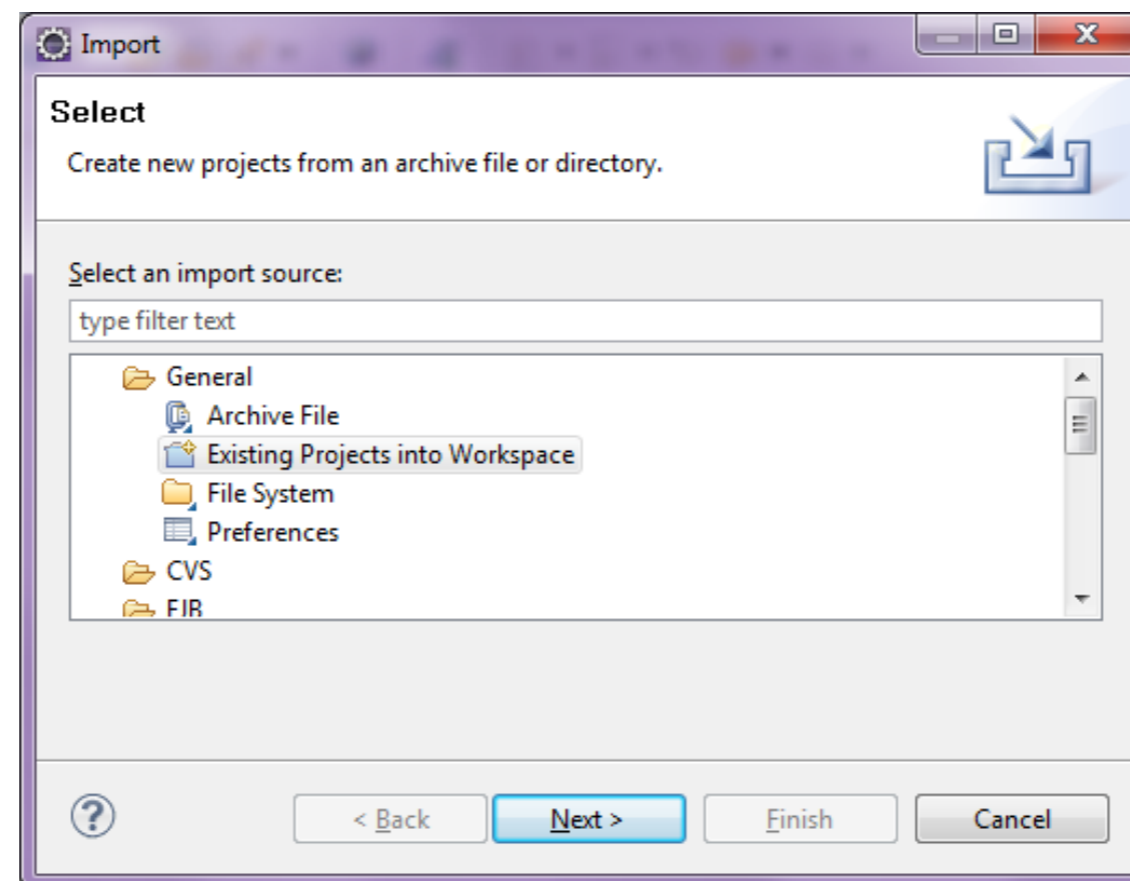 Import
Select
Create new projects from an archive file or directory.
Select an import source:
type filter text
General
Archive File
Existing Projects into Workspace
File System
Preferences
CVS
EJB
< Back
Next >
Finish
Cancel